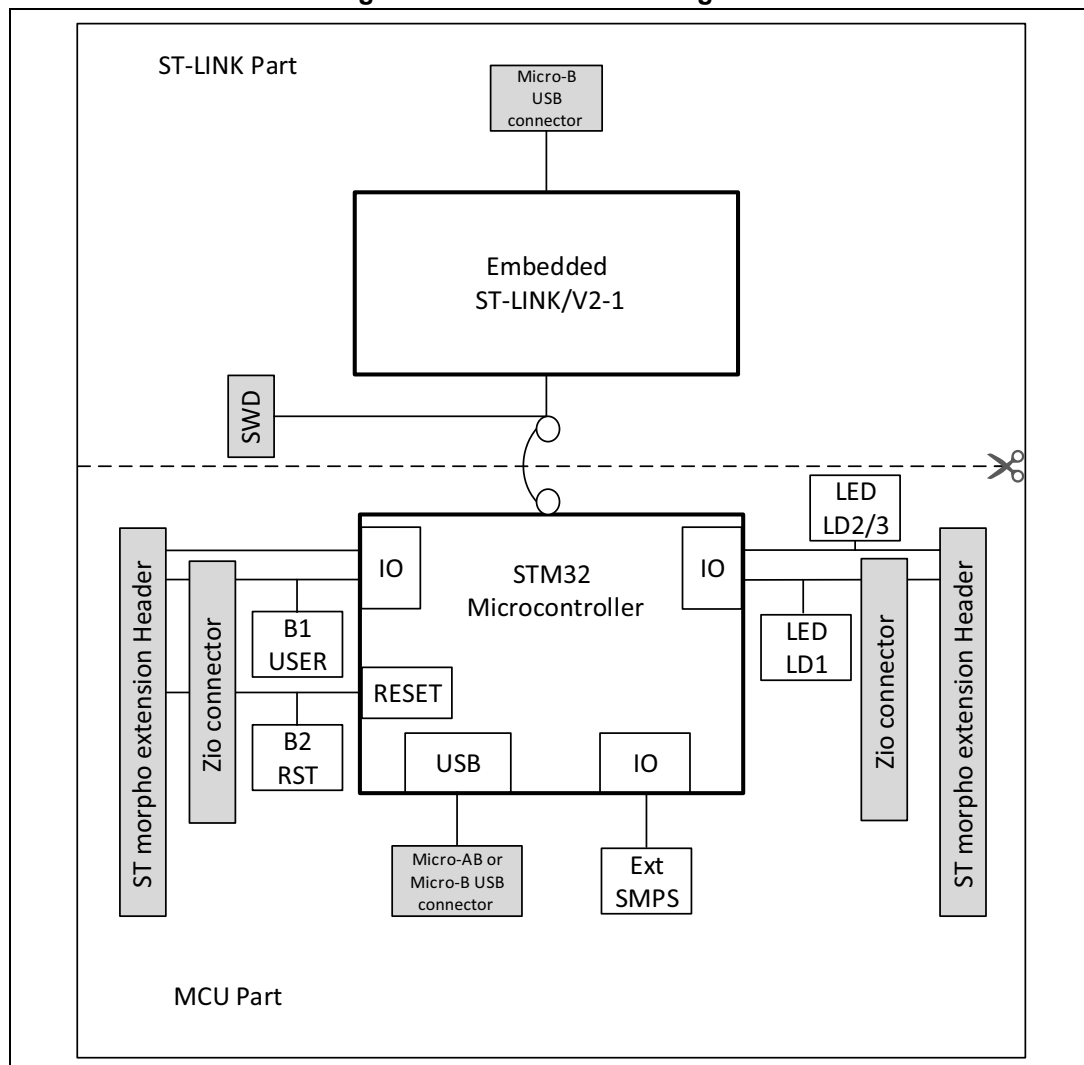 ST-LINK Part
Micro-B
USB
connector
Embedded
ST-LINK/V2-1
SWD
LED
LD2/3
IO
STM32
Microcontroller
IO
B1
USER
LED
LD1
ST morpho extension Header
Zio connector
Zio connector
ST morpho extension Header
RESET
B2
RST
USB
IO
Micro-AB or
Micro-B USB
connector
Ext
SMPS
MCU Part